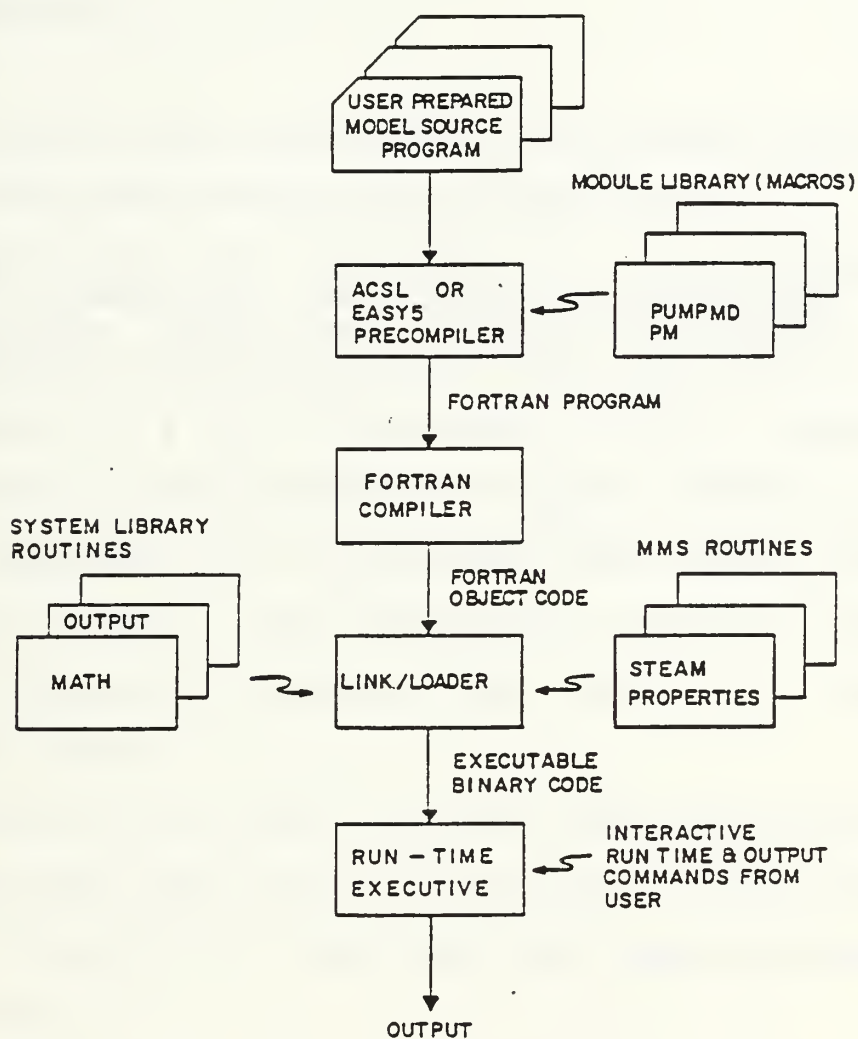 USER PREPARED
MODEL SOURCE
PROGRAM
MODULE LIBRARY (MACROS)
ACSL OR
EASY5
PRECOMPILER
PUMPMD
PM
FORTRAN PROGRAM
FORTRAN
COMPILER
SYSTEM LIBRARY
ROUTINES
MMS ROUTINES
FORTRAN
OBJECT CODE
OUTPUT
MATH
LINK/LOADER
STEAM
PROPERTIES
EXECUTABLE
BINARY CODE
RUN - TIME
EXECUTIVE
INTERACTIVE
RUN TIME & OUTPUT
COMMANDS FROM
USER
OUTPUT